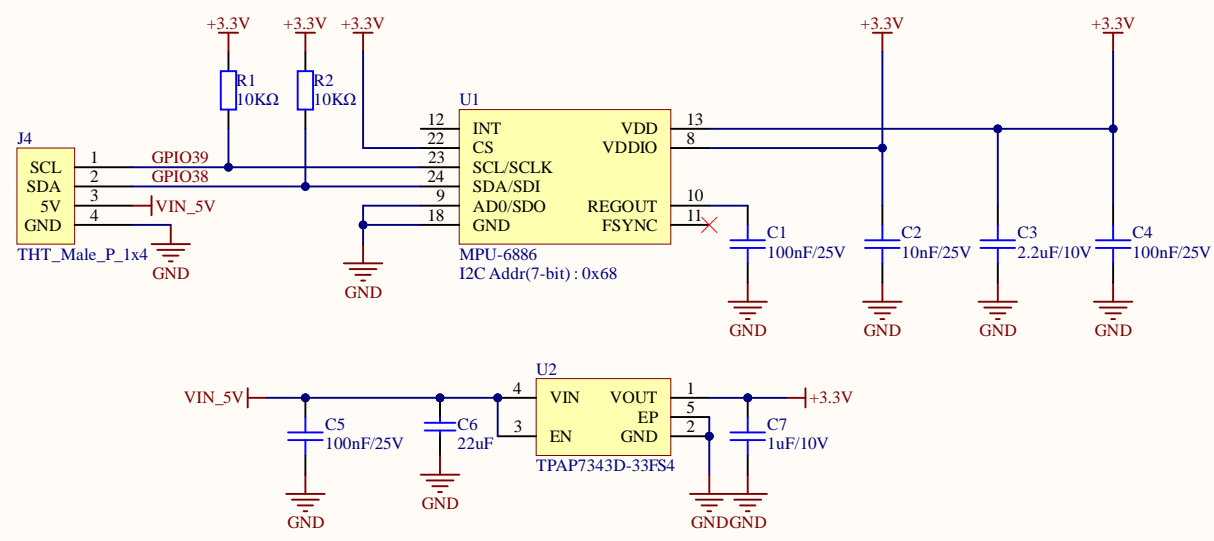 +3.3V
+3.3V
+3.3V
+3.3V
+3.3V
R1
10KΩ
R2
10KΩ
U1
12 INT
22 CS
23 SCL/SCLK
24 SDA/SDI
9 AD0/SDO
18 GND
VDD 13
VDDIO 8
REGOUT 10
FSYNC 11
MPU-6886
I2C Addr(7-bit) : 0x68
J4
SCL 1 GPIO39
SDA 2 GPIO38
5V 3 VIN_5V
GND 4
THT_Male_P_1x4
GND
GND
C1
100nF/25V
GND
C2
10nF/25V
GND
C3
2.2uF/10V
GND
C4
100nF/25V
GND
VIN_5V
C5
100nF/25V
GND
C6
22uF
GND
U2
4 VIN
3 EN
VOUT 1
EP 5
GND 2
TPAP7343D-33FS4
+3.3V
C7
1uF/10V
GND
GND